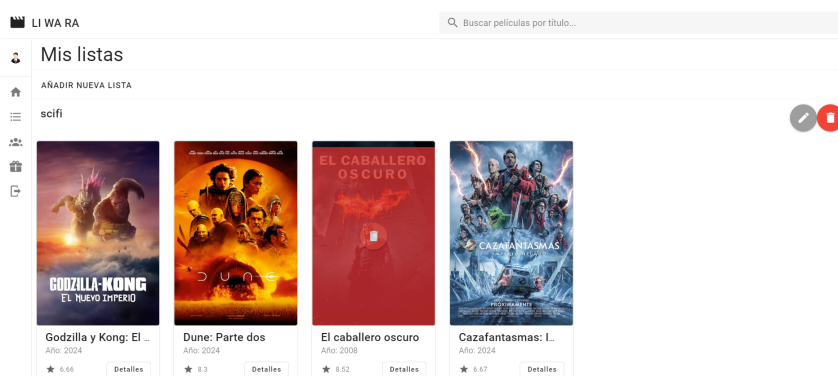 LI WA RA
Buscar películas por título...
Mis listas
AÑADIR NUEVA LISTA
scifi
GODZILLA-KONG
EL NUEVO IMPERIO
DUNE
EL CABALLERO
OSCURO
CAZAFANTASMAS
PRÓXIMAMENTE
Godzilla y Kong: El ...
Año: 2024
6.66
Detalles
Dune: Parte dos
Año: 2024
8.3
Detalles
El caballero oscuro
Año: 2008
8.52
Detalles
Cazafantasmas: I...
Año: 2024
6.67
Detalles